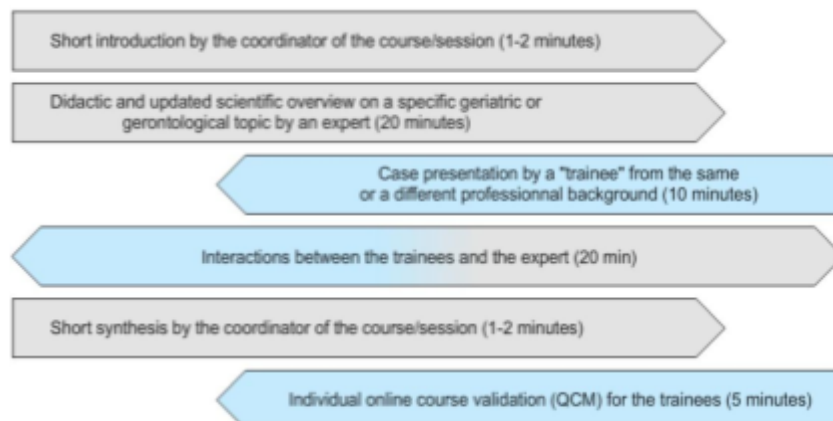 Short introduction by the coordinator of the course/session (1-2 minutes)
Didactic and updated scientific overview on a specific geriatric or
gerontological topic by an expert (20 minutes)
Case presentation by a "trainee" from the same
or a different professionnal background (10 minutes)
Interactions between the trainees and the expert (20 min)
Short synthesis by the coordinator of the course/session (1-2 minutes)
Individual online course validation (QCM) for the trainees (5 minutes)